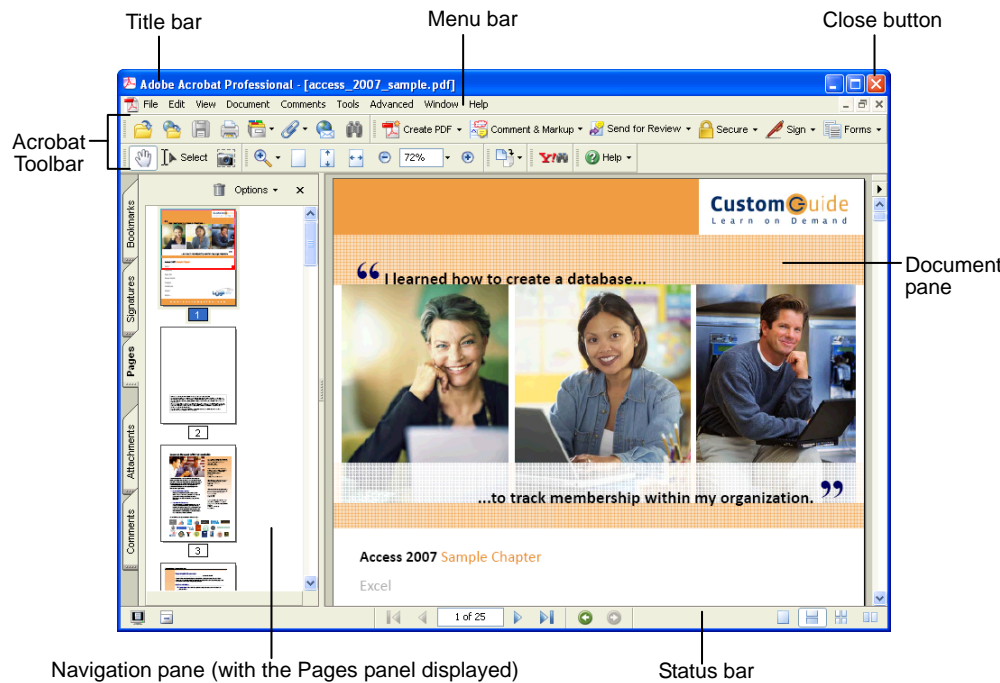 Title bar
Menu bar
Close button
Adobe Acrobat Professional - [access_2007_sample.pdf]
File Edit View Document Comments Tools Advanced Window Help
Acrobat
Toolbar
Create PDF Comment & Markup Send for Review Secure Sign Forms
Select 72% Y! Help
Options x
Bookmarks
Signatures
Pages
Attachments
Comments
1
2
3
CustomGuide
Learn on Demand
“ I learned how to create a database...
Document
pane
...to track membership within my organization. ”
Access 2007 Sample Chapter
Excel
1 of 25
Navigation pane (with the Pages panel displayed)
Status bar